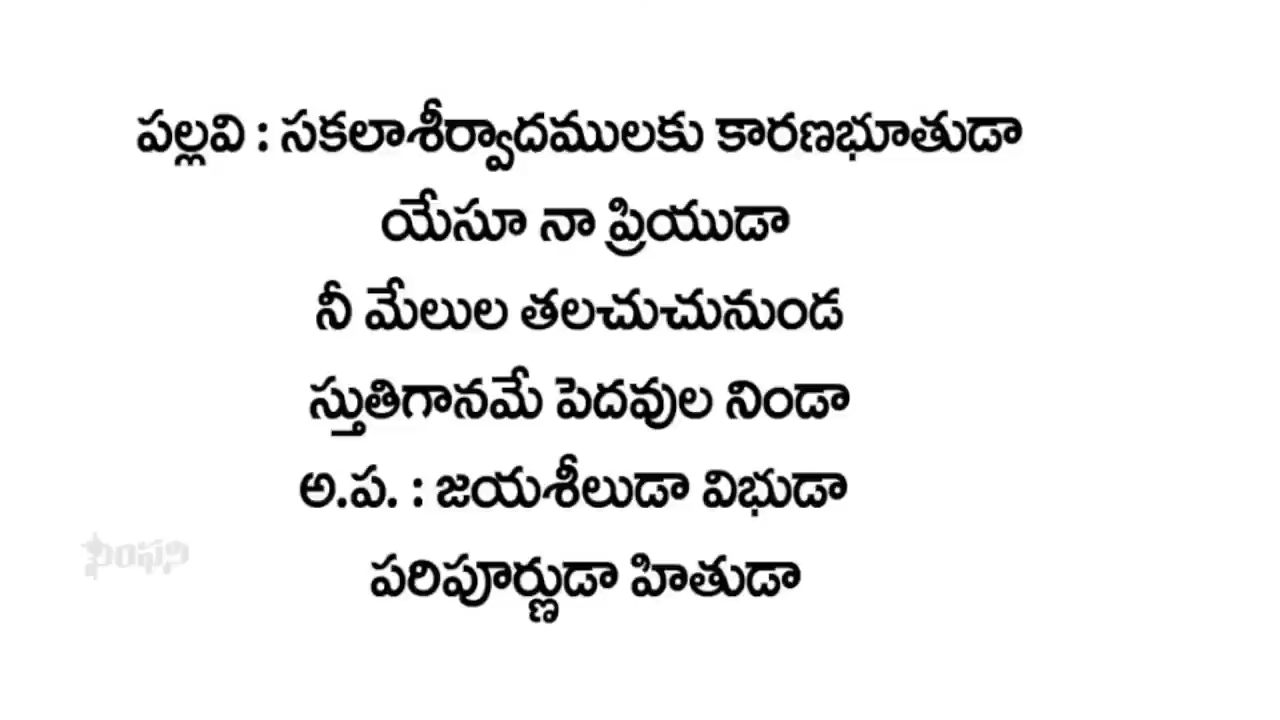 పల్లవి : సకలాశీర్వాదములకు కారణభూతుడా
యేసూ నా ప్రియుడా
నీ మేలుల తలచుచునుండ
స్తుతిగానమే పెదవుల నిండా
అ.ప. : జయశీలుడా విభుడా
పరిపూర్ణుడా హితుడా